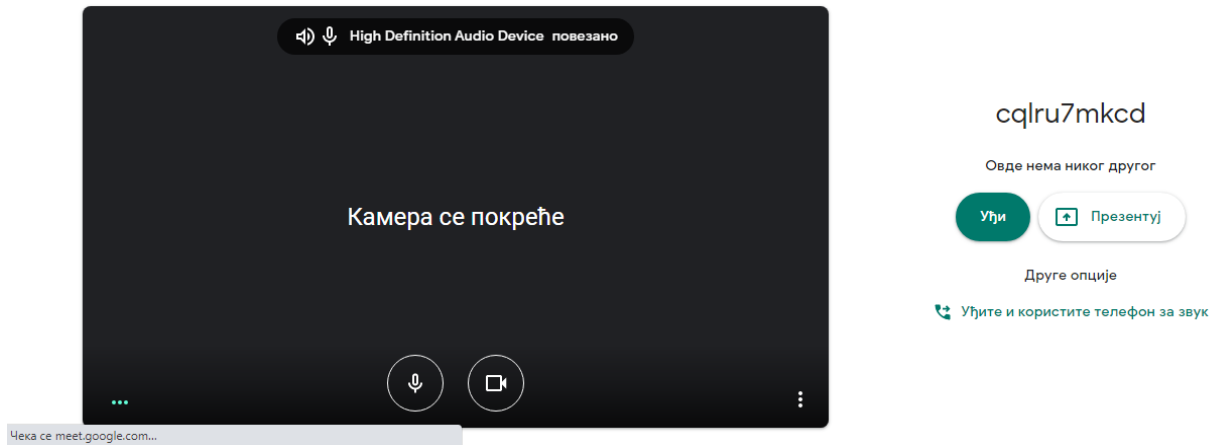 High Definition Audio Device повезано
Камера се покреће
cqlru7mkcd
Овде нема никог другог
Уђи
Презентуј
Друге опције
Уђите и користите телефон за звук
Чека се meet.google.com...